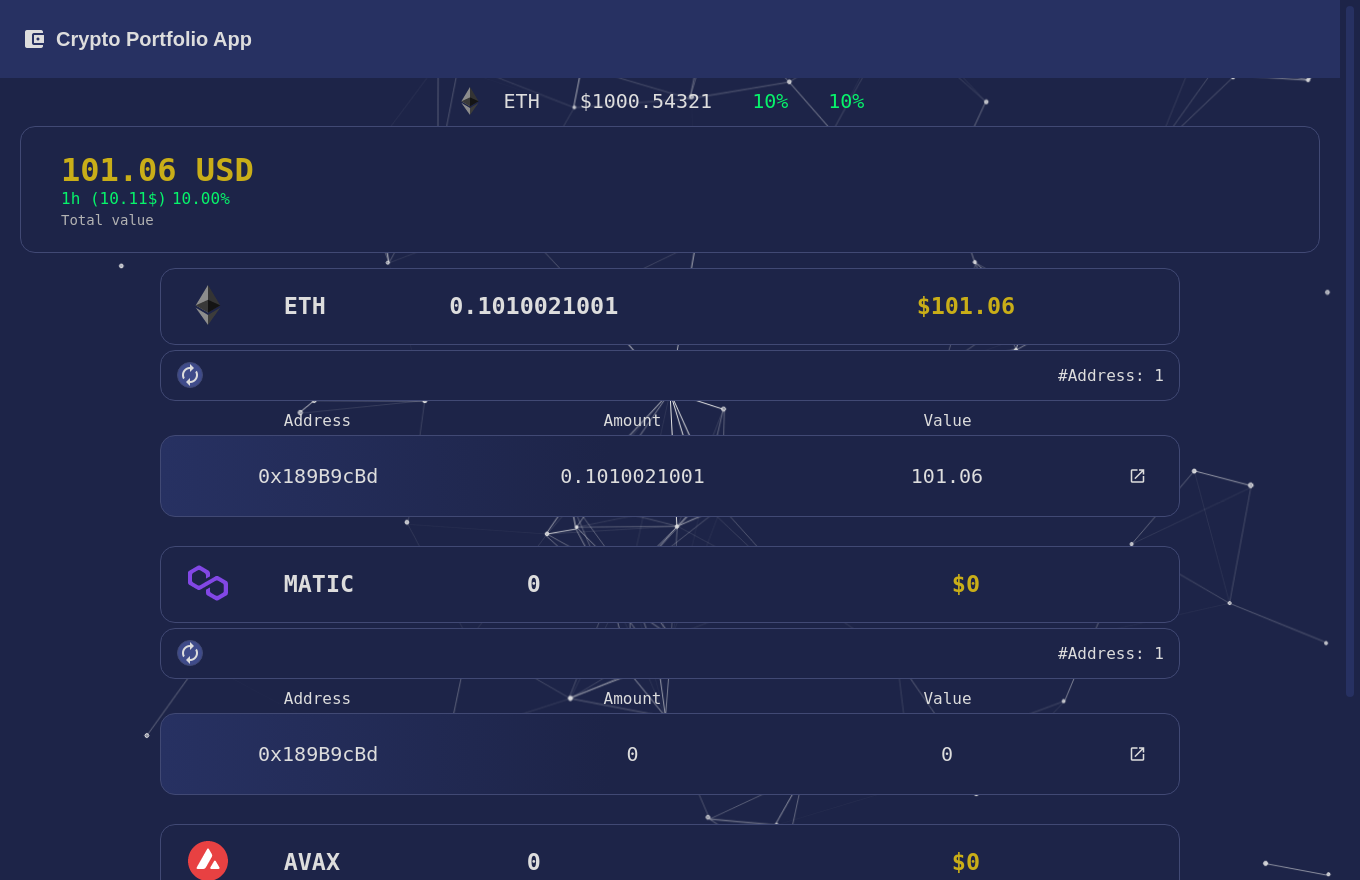 Crypto Portfolio App
ETH $1000.54321 10% 10%
101.06 USD
1h (10.11$) 10.00%
Total value
ETH 0.1010021001 $101.06
#Address: 1
Address Amount Value
0x189B9cBd 0.1010021001 101.06
MATIC 0 $0
#Address: 1
Address Amount Value
0x189B9cBd 0 0
AVAX 0 $0